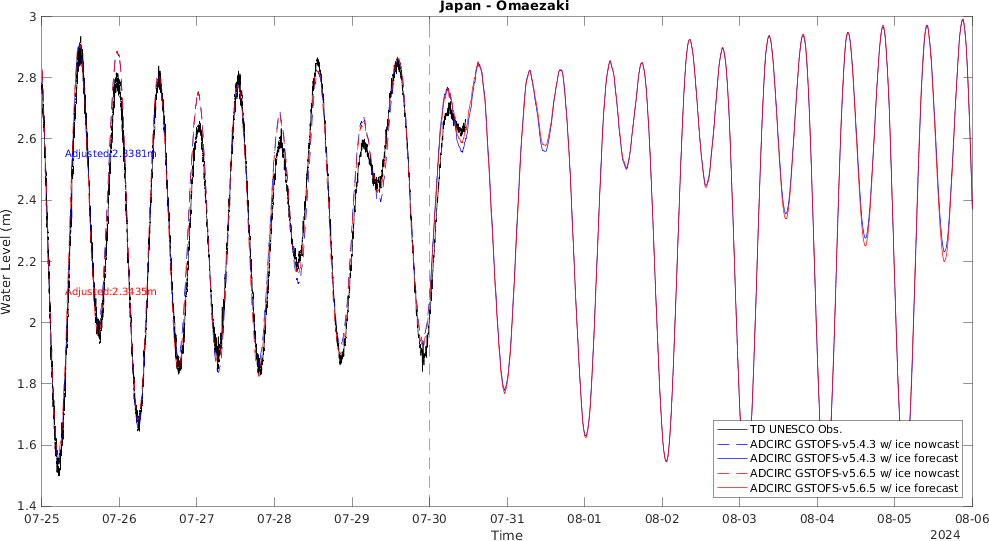 Japan - Omaezaki
3
2.8
2.6
2.4
2.2
2
1.8
1.6
1.4
Water Level (m)
Adjusted:2.3381m
Adjusted:2.3435m
TD UNESCO Obs.
ADCIRC GSTOFS-v5.4.3 w/ ice nowcast
ADCIRC GSTOFS-v5.4.3 w/ ice forecast
ADCIRC GSTOFS-v5.6.5 w/ ice nowcast
ADCIRC GSTOFS-v5.6.5 w/ ice forecast
07-25 07-26 07-27 07-28 07-29 07-30 07-31 08-01 08-02 08-03 08-04 08-05 08-06
Time
2024